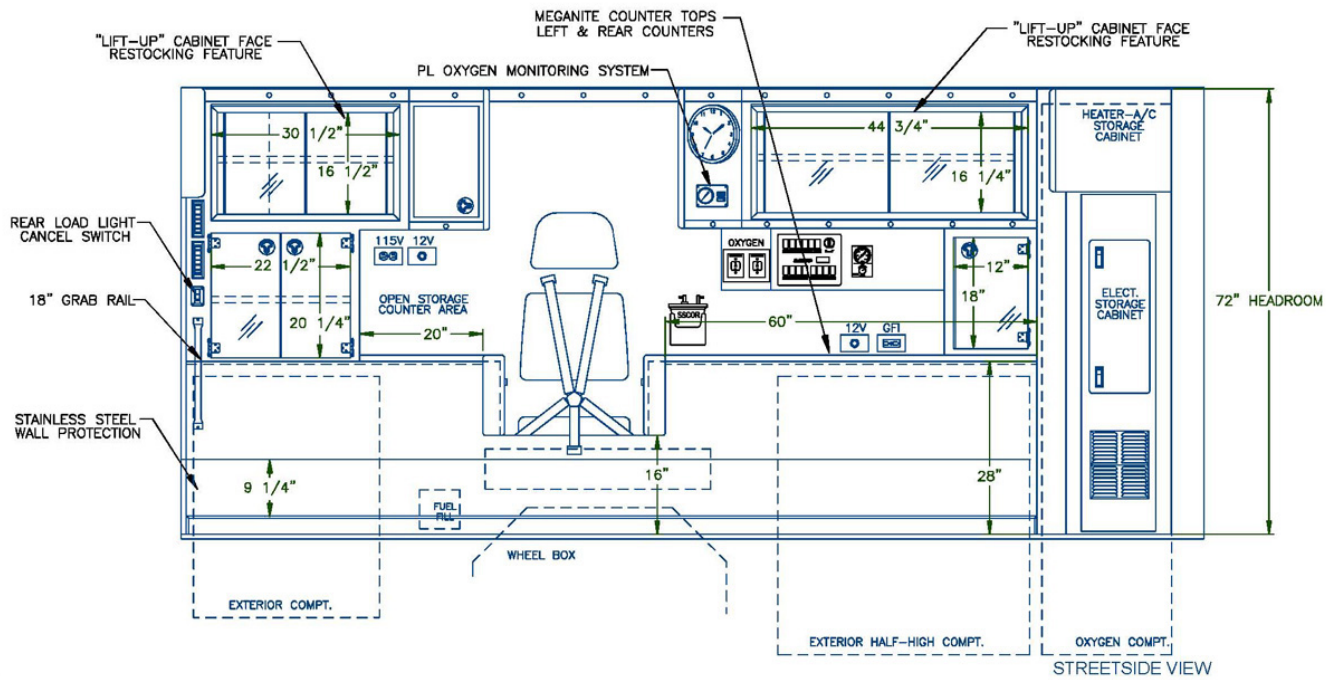 MEGANITE COUNTER TOPS
LEFT & REAR COUNTERS
"LIFT-UP" CABINET FACE
RESTOCKING FEATURE
"LIFT-UP" CABINET FACE
RESTOCKING FEATURE
PL OXYGEN MONITORING SYSTEM
HEATER-A/C
STORAGE
CABINET
30 1/2"
16 1/2"
44 3/4"
16 1/4"
REAR LOAD LIGHT
CANCEL SWITCH
115V
12V
OXYGEN
22 1/2"
12"
18"
18" GRAB RAIL
OPEN STORAGE
COUNTER AREA
ELECT.
STORAGE
CABINET
72" HEADROOM
SSCOR
20 1/4"
20"
60"
12V
GFI
STAINLESS STEEL
WALL PROTECTION
9 1/4"
16"
28"
FUEL
FILL
WHEEL BOX
EXTERIOR COMPT.
EXTERIOR HALF-HIGH COMPT.
OXYGEN COMPT.
STREETSIDE VIEW